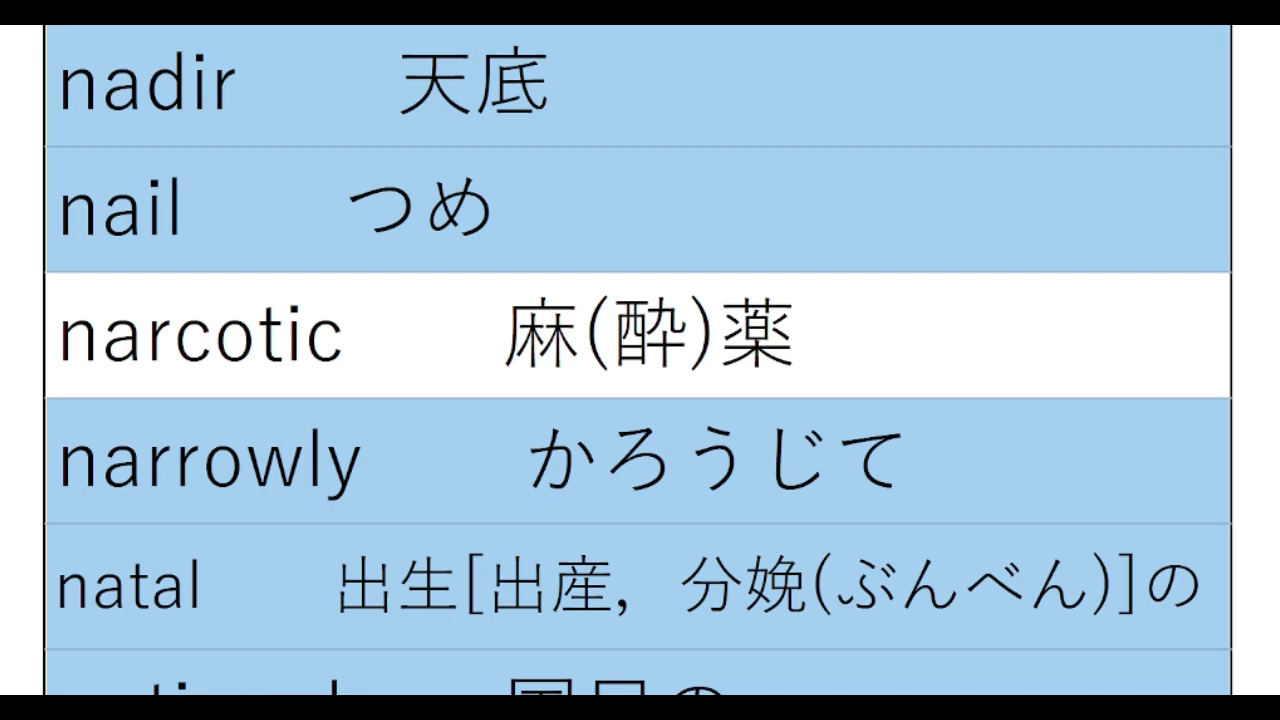 nadir 天底
nail つめ
narcotic 麻(酔)薬
narrowly かろうじて
natal 出生[出産, 分娩(ぶんべん)]の